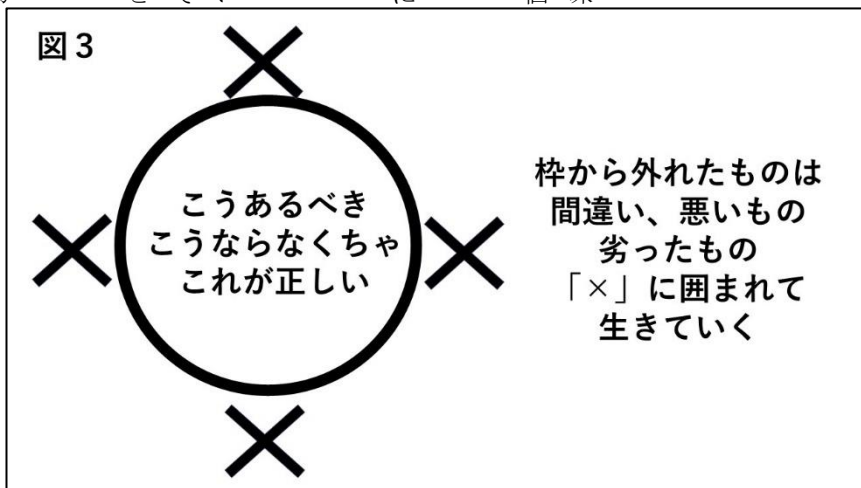 図3
こうあるべき
こうならなくちゃ
これが正しい
枠から外れたものは
間違い、悪いもの
劣ったもの
「×」に囲まれて
生きていく